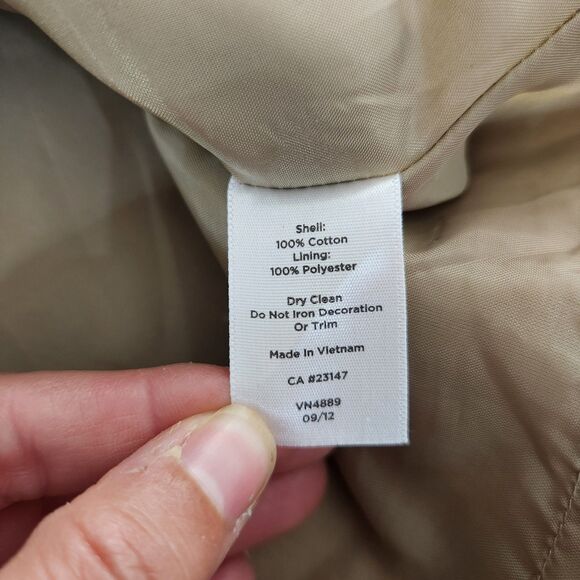 Shell:
100% Cotton
Lining:
100% Polyester
Dry Clean
Do Not Iron Decoration
Or Trim
Made In Vietnam
CA #23147
VN4889
09/12